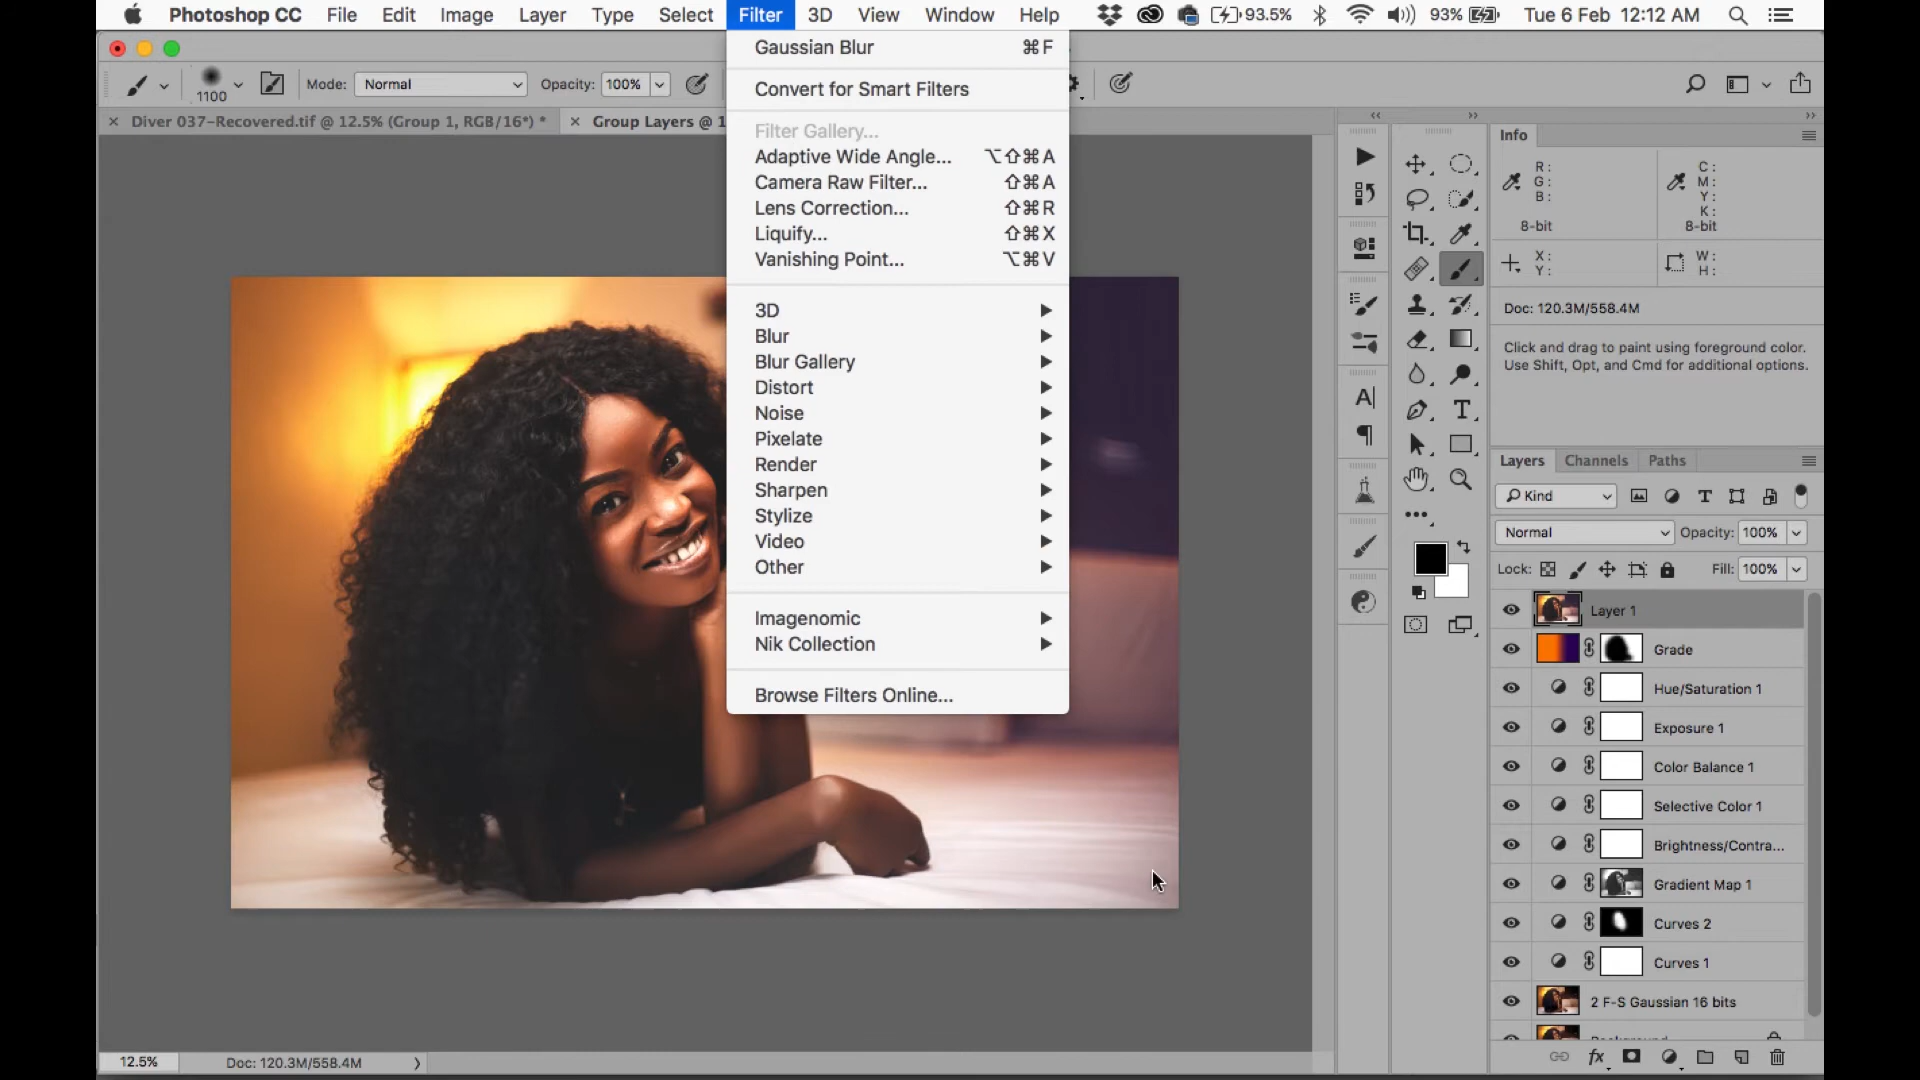 Photoshop CC File Edit Image Layer Type Select Filter 3D View Window Help 93.5% 93% Tue 6 Feb 12:12 AM
1100 Mode: Normal Opacity: 100%
Diver 037-Recovered.tif @ 12.5% (Group 1, RGB/16*) * Group Layers @ 1
Gaussian Blur ⌘F
Convert for Smart Filters
Filter Gallery...
Adaptive Wide Angle... ⌥⇧⌘A
Camera Raw Filter... ⇧⌘A
Lens Correction... ⇧⌘R
Liquify... ⇧⌘X
Vanishing Point... ⌥⌘V
3D
Blur
Blur Gallery
Distort
Noise
Pixelate
Render
Sharpen
Stylize
Video
Other
Imagenomic
Nik Collection
Browse Filters Online...
Info
R: C:
G: M:
B: Y:
K:
8-bit 8-bit
X: W:
Y: H:
Doc: 120.3M/558.4M
Click and drag to paint using foreground color.
Use Shift, Opt, and Cmd for additional options.
Layers Channels Paths
Kind
Normal Opacity: 100%
Lock: Fill: 100%
Layer 1
Grade
Hue/Saturation 1
Exposure 1
Color Balance 1
Selective Color 1
Brightness/Contra...
Gradient Map 1
Curves 2
Curves 1
2 F-S Gaussian 16 bits
fx
12.5% Doc: 120.3M/558.4M